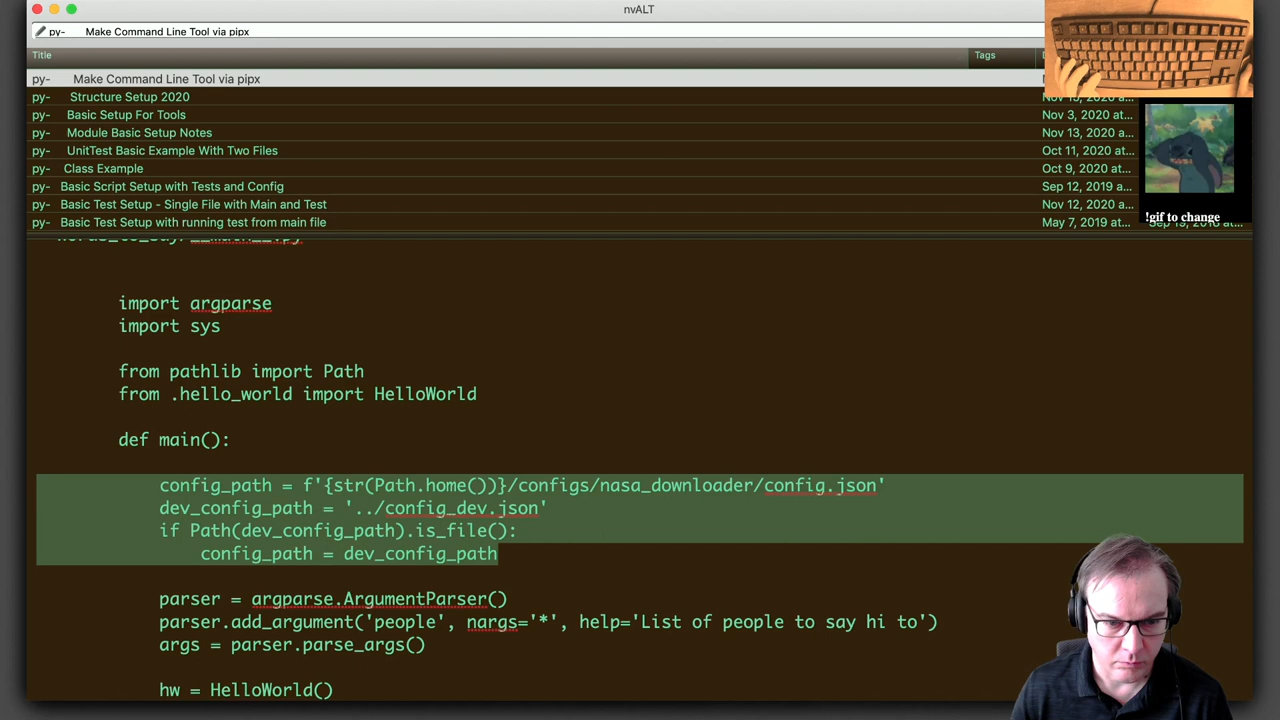 nvALT
py- Make Command Line Tool via pipx
Title Tags
py- Make Command Line Tool via pipx
py- Structure Setup 2020
py- Basic Setup For Tools Nov 3, 2020 at...
py- Module Basic Setup Notes Nov 13, 2020 at...
py- UnitTest Basic Example With Two Files Oct 11, 2020 at...
py- Class Example Oct 9, 2020 at...
py- Basic Script Setup with Tests and Config Sep 12, 2019 a...
py- Basic Test Setup - Single File with Main and Test Nov 12, 2020 at...
py- Basic Test Setup with running test from main file May 7, 2019 at...
!gif to change
import argparse
import sys
from pathlib import Path
from .hello_world import HelloWorld
def main():
config_path = f'{str(Path.home())}/configs/nasa_downloader/config.json'
dev_config_path = '../config_dev.json'
if Path(dev_config_path).is_file():
config_path = dev_config_path
parser = argparse.ArgumentParser()
parser.add_argument('people', nargs='*', help='List of people to say hi to')
args = parser.parse_args()
hw = HelloWorld()